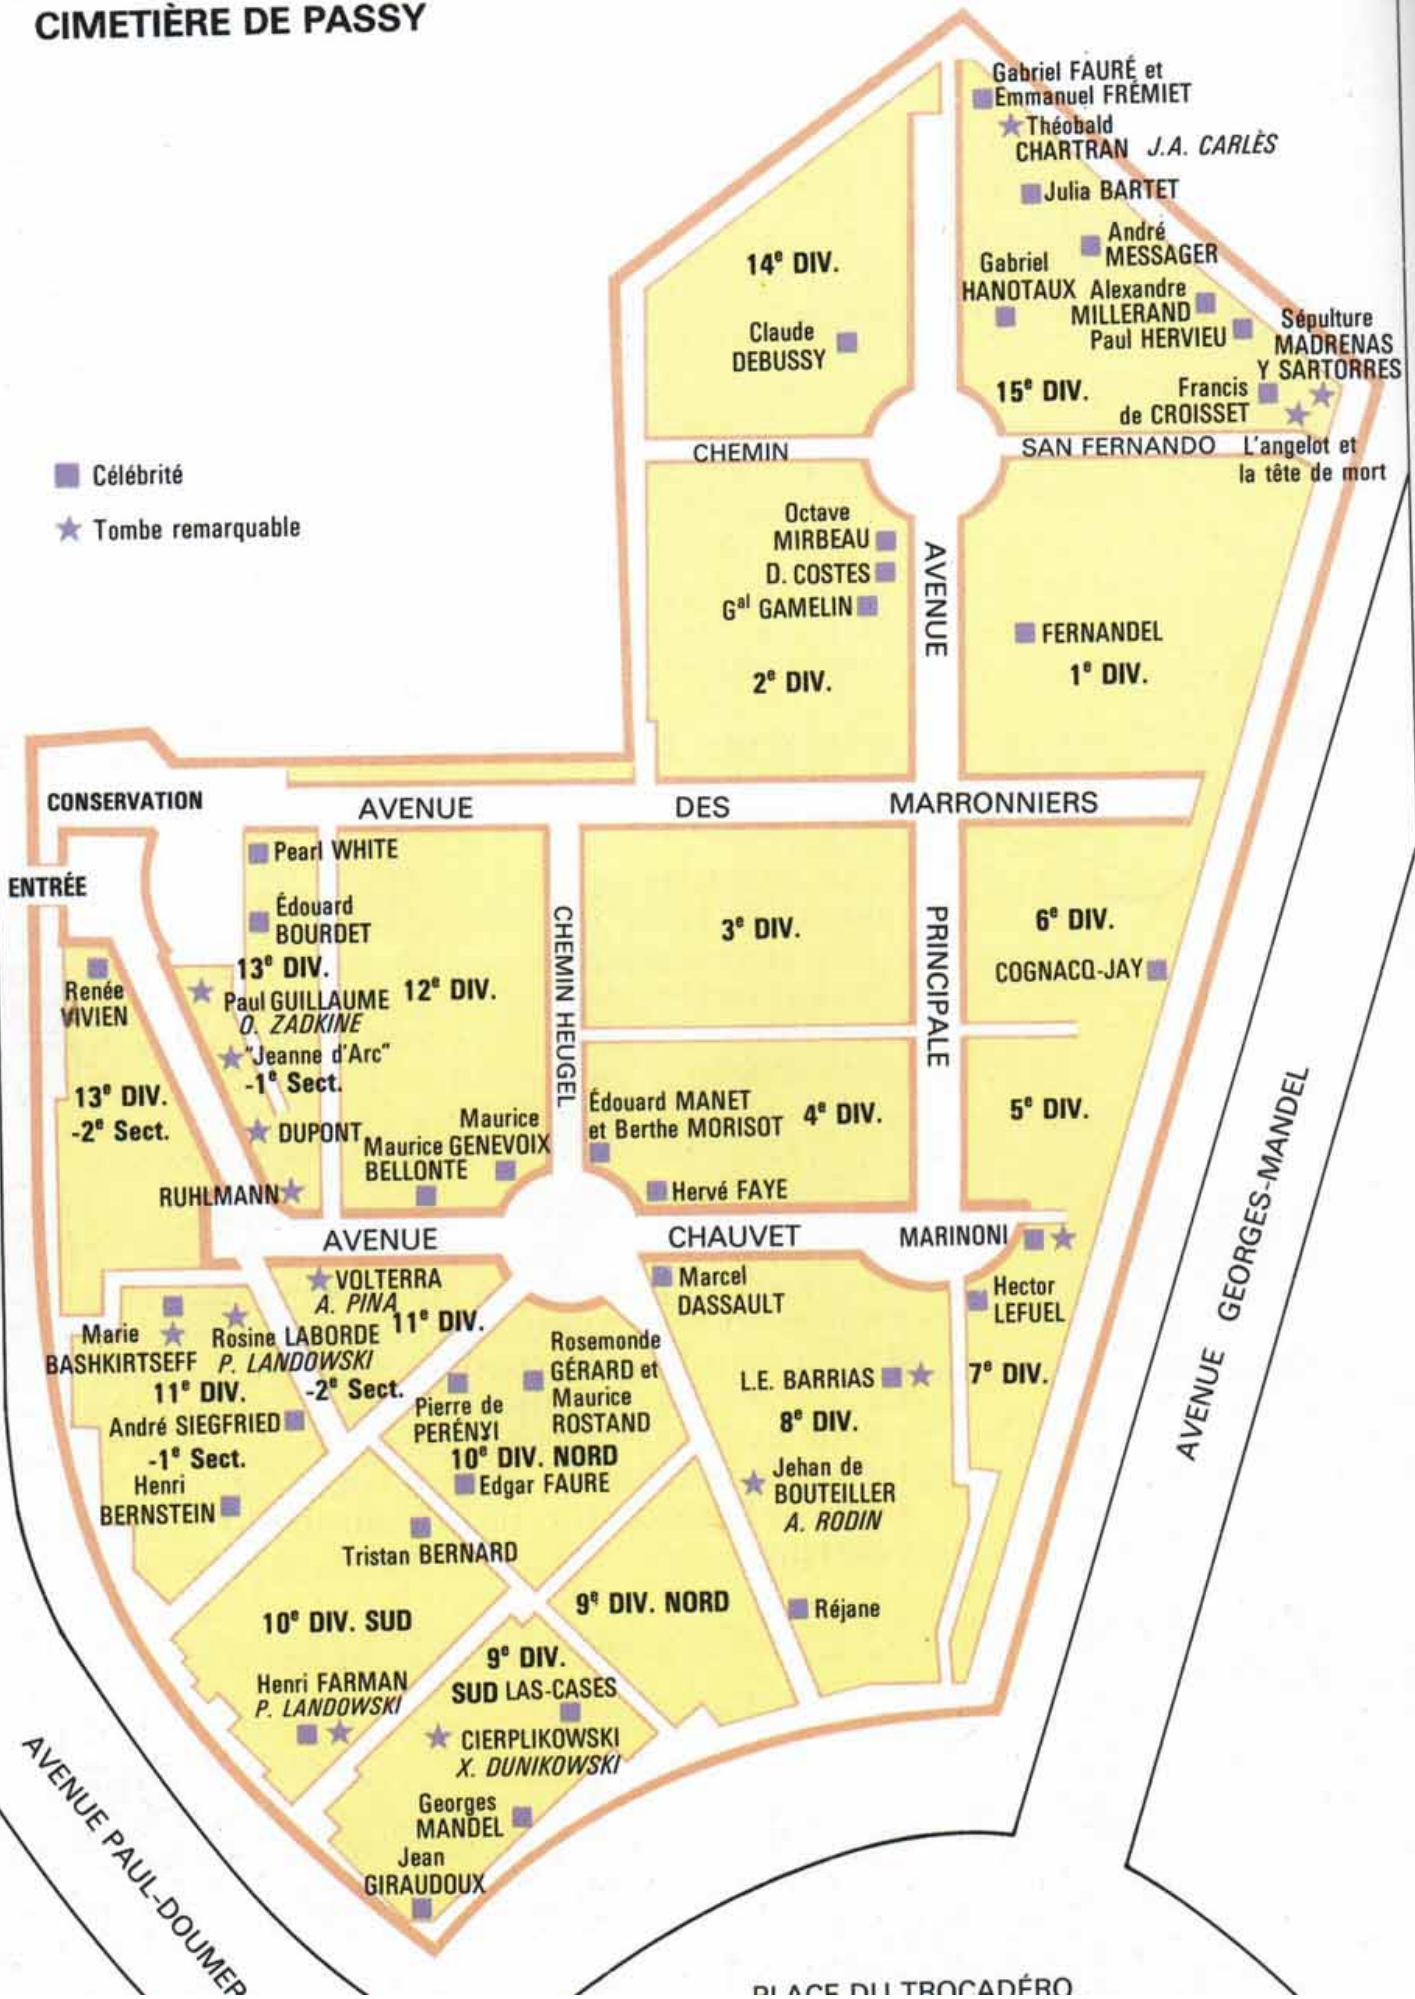 CIMETIÈRE DE PASSY
Gabriel FAURÉ et
Emmanuel FRÉMIET
Théobald
CHARTRAN J.A. CARLÈS
Julia BARTET
André
MESSAGER
14e DIV.
Gabriel
HANOTAUX
Alexandre
MILLERAND
Paul HERVIEU
Sépulture
MADRENAS
Y SARTORRES
Claude
DEBUSSY
15e DIV.
Francis
de CROISSET
CHEMIN
SAN FERNANDO
L'angelot et
la tête de mort
Célébrité
Tombe remarquable
Octave
MIRBEAU
D. COSTES
Gal GAMELIN
AVENUE
FERNANDEL
2e DIV.
1e DIV.
CONSERVATION
AVENUE DES MARRONNIERS
ENTRÉE
Pearl WHITE
Édouard
BOURDET
13e DIV.
Paul GUILLAUME
O. ZADKINE
"Jeanne d'Arc"
-1e Sect.
12e DIV.
CHEMIN HEUGEL
3e DIV.
PRINCIPALE
6e DIV.
COGNACQ-JAY
Renée
VIVIEN
13e DIV.
-2e Sect.
DUPONT
RUHLMANN
Maurice
Maurice GENEVOIX
BELLONTE
Édouard MANET
et Berthe MORISOT
4e DIV.
Hervé FAYE
5e DIV.
AVENUE GEORGES-MANDEL
AVENUE
CHAUVET
MARINONI
VOLTERRA
A. PINA
11e DIV.
-2e Sect.
Marcel
DASSAULT
Hector
LEFUEL
Marie
BASHKIRTSEFF
Rosine LABORDE
P. LANDOWSKI
11e DIV.
André SIEGFRIED
-1e Sect.
Henri
BERNSTEIN
Pierre de
PERÉNYI
Rosemonde
GÉRARD et
Maurice
ROSTAND
10e DIV. NORD
Edgar FAURE
L.E. BARRIAS
7e DIV.
8e DIV.
Jehan de
BOUTEILLER
A. RODIN
Tristan BERNARD
10e DIV. SUD
9e DIV. NORD
Réjane
Henri FARMAN
P. LANDOWSKI
9e DIV.
SUD LAS-CASES
CIERPLIKOWSKI
X. DUNIKOWSKI
Georges
MANDEL
Jean
GIRAUDOUX
AVENUE PAUL-DOUMER
PLACE DU TROCADÉRO